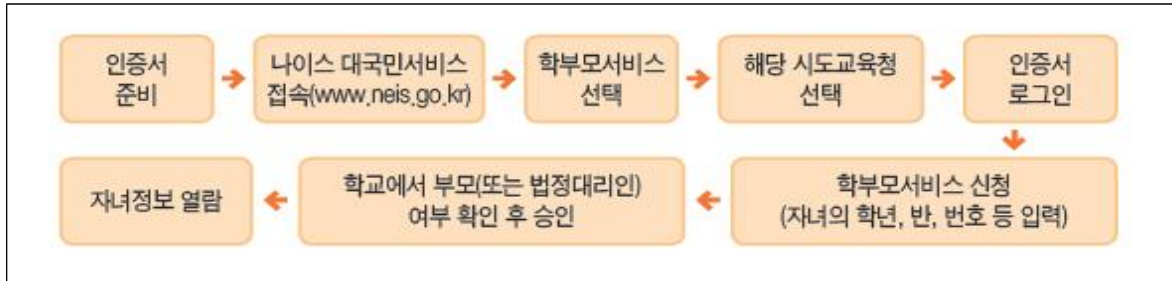 인증서
준비
나이스 대국민서비스
접속(www.neis.go.kr)
학부모서비스
선택
해당 시도교육청
선택
인증서
로그인
학부모서비스 신청
(자녀의 학년, 반, 번호 등 입력)
학교에서 부모(또는 법정대리인)
여부 확인 후 승인
자녀정보 열람